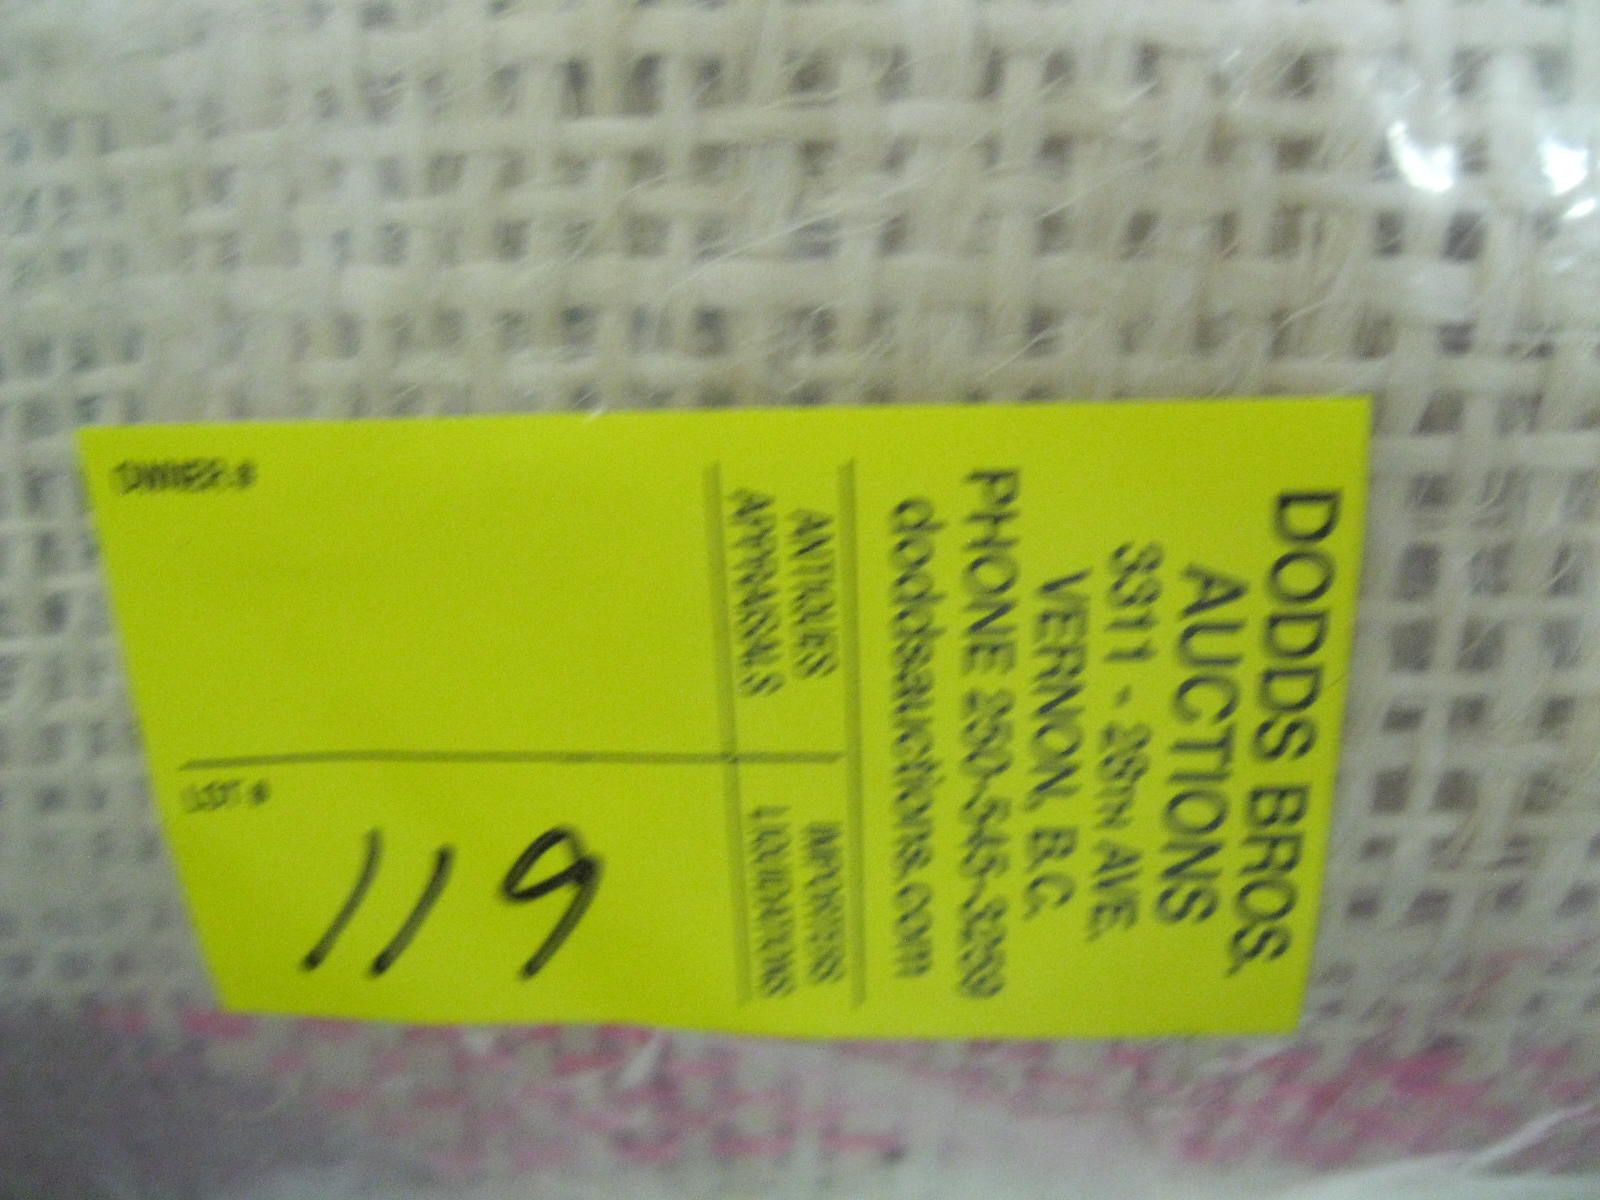 DODDS BROS.
AUCTIONS
3311 - 28TH AVE.
VERNON, B.C.
PHONE 250-545-3259
doddsauctions.com
ANTIQUES
APPRAISALS
IMPORTERS
LIQUIDATIONS
OWNER #
LOT #
119